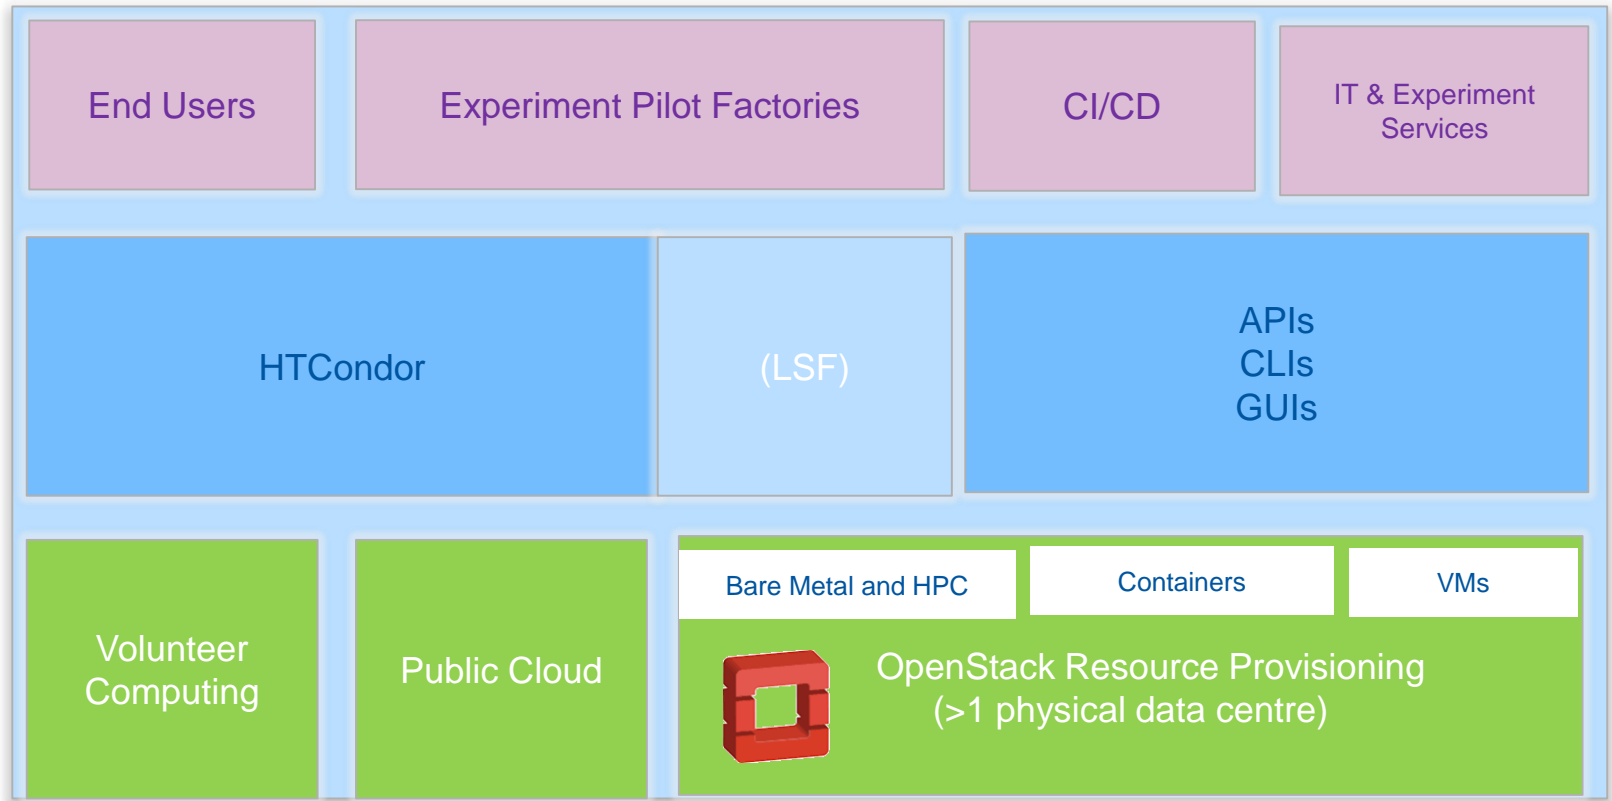 End Users
Experiment Pilot Factories
CI/CD
IT & Experiment
Services
HTCondor
(LSF)
APIs
CLIs
GUIs
Volunteer
Computing
Public Cloud
Bare Metal and HPC
Containers
VMs
OpenStack Resource Provisioning
(>1 physical data centre)